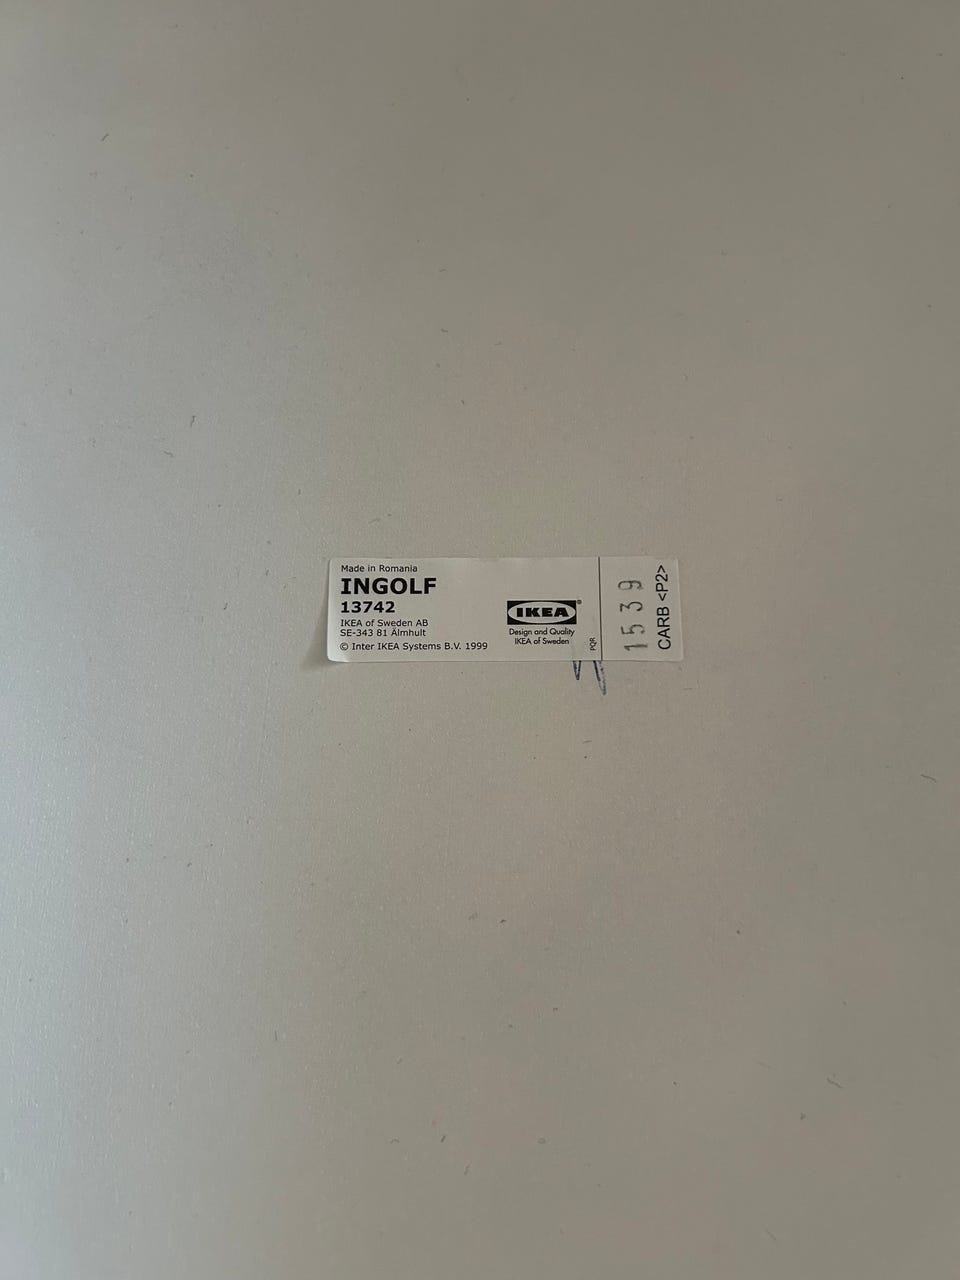 Made in Romania
INGOLF
13742
IKEA of Sweden AB
SE-343 81 Älmhult
© Inter IKEA Systems B.V. 1999
IKEA®
Design and Quality
IKEA of Sweden
PQR
1539
CARB <P2>